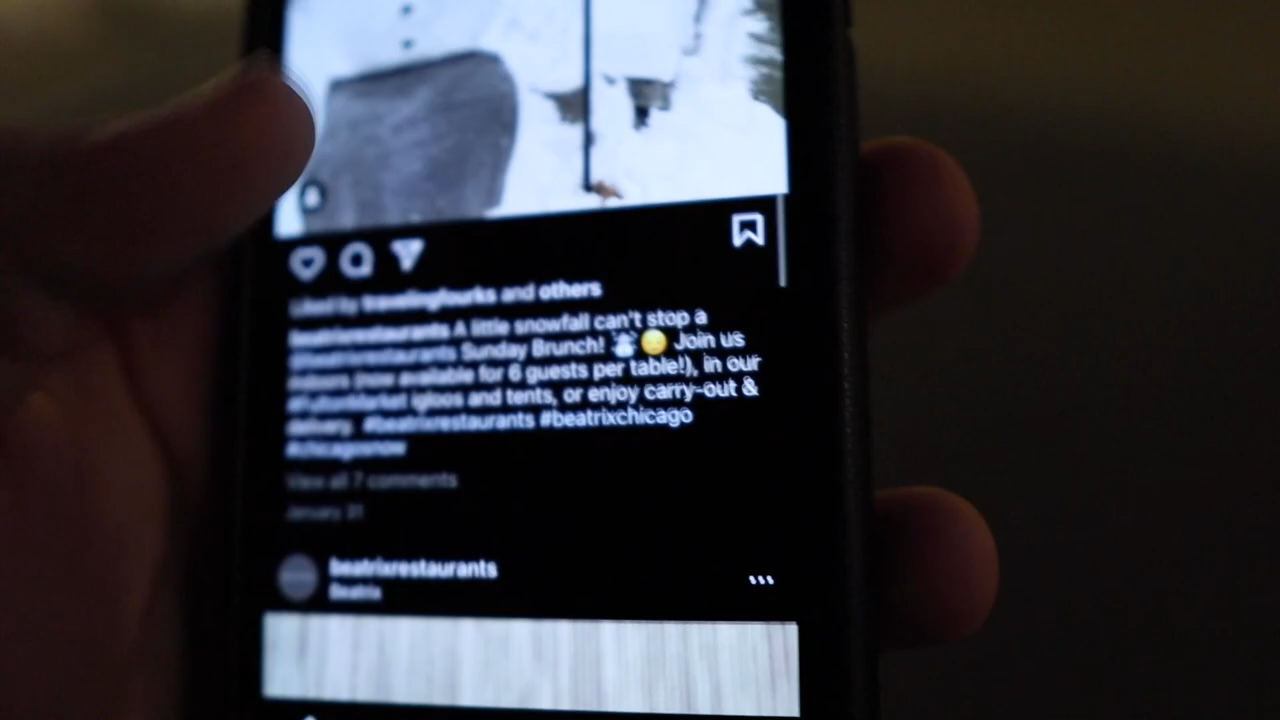 Liked by travelingfourks and others
beatrixrestaurants A little snowfall can't stop a
@beatrixrestaurants Sunday Brunch! ⛄😋 Join us
indoors (now available for 6 guests per table!), in our
#FultonMarket igloos and tents, or enjoy carry-out &
delivery. #beatrixrestaurants #beatrixchicago
#chicagosnow
View all 7 comments
January 31
beatrixrestaurants
Beatrix